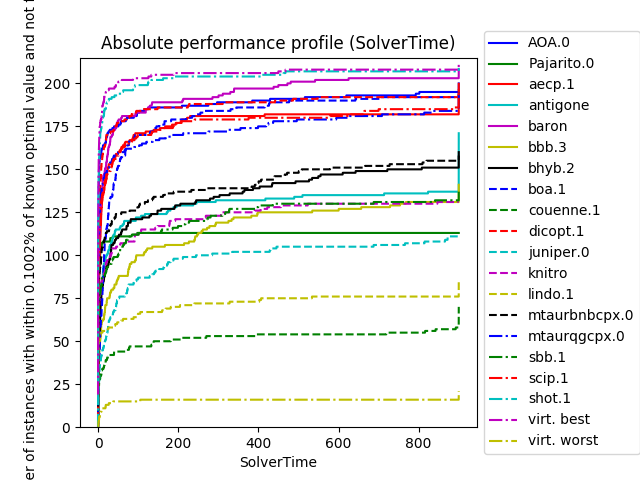 Absolute performance profile (SolverTime)
er of instances with within 0.1002% of known optimal value and not
200
175
150
125
100
75
50
25
0
0 200 400 600 800
SolverTime
AOA.0
Pajarito.0
aecp.1
antigone
baron
bbb.3
bhyb.2
boa.1
couenne.1
dicopt.1
juniper.0
knitro
lindo.1
mtaurbnbcpx.0
mtaurqgcpx.0
sbb.1
scip.1
shot.1
virt. best
virt. worst